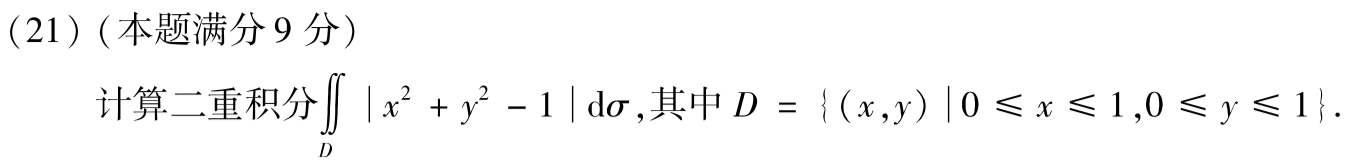 (21) (本题满分 9 分)
计算二重积分∬_D | x² + y² − 1 | dσ,其中 D = {(x,y) | 0 ≤ x ≤ 1,0 ≤ y ≤ 1}.